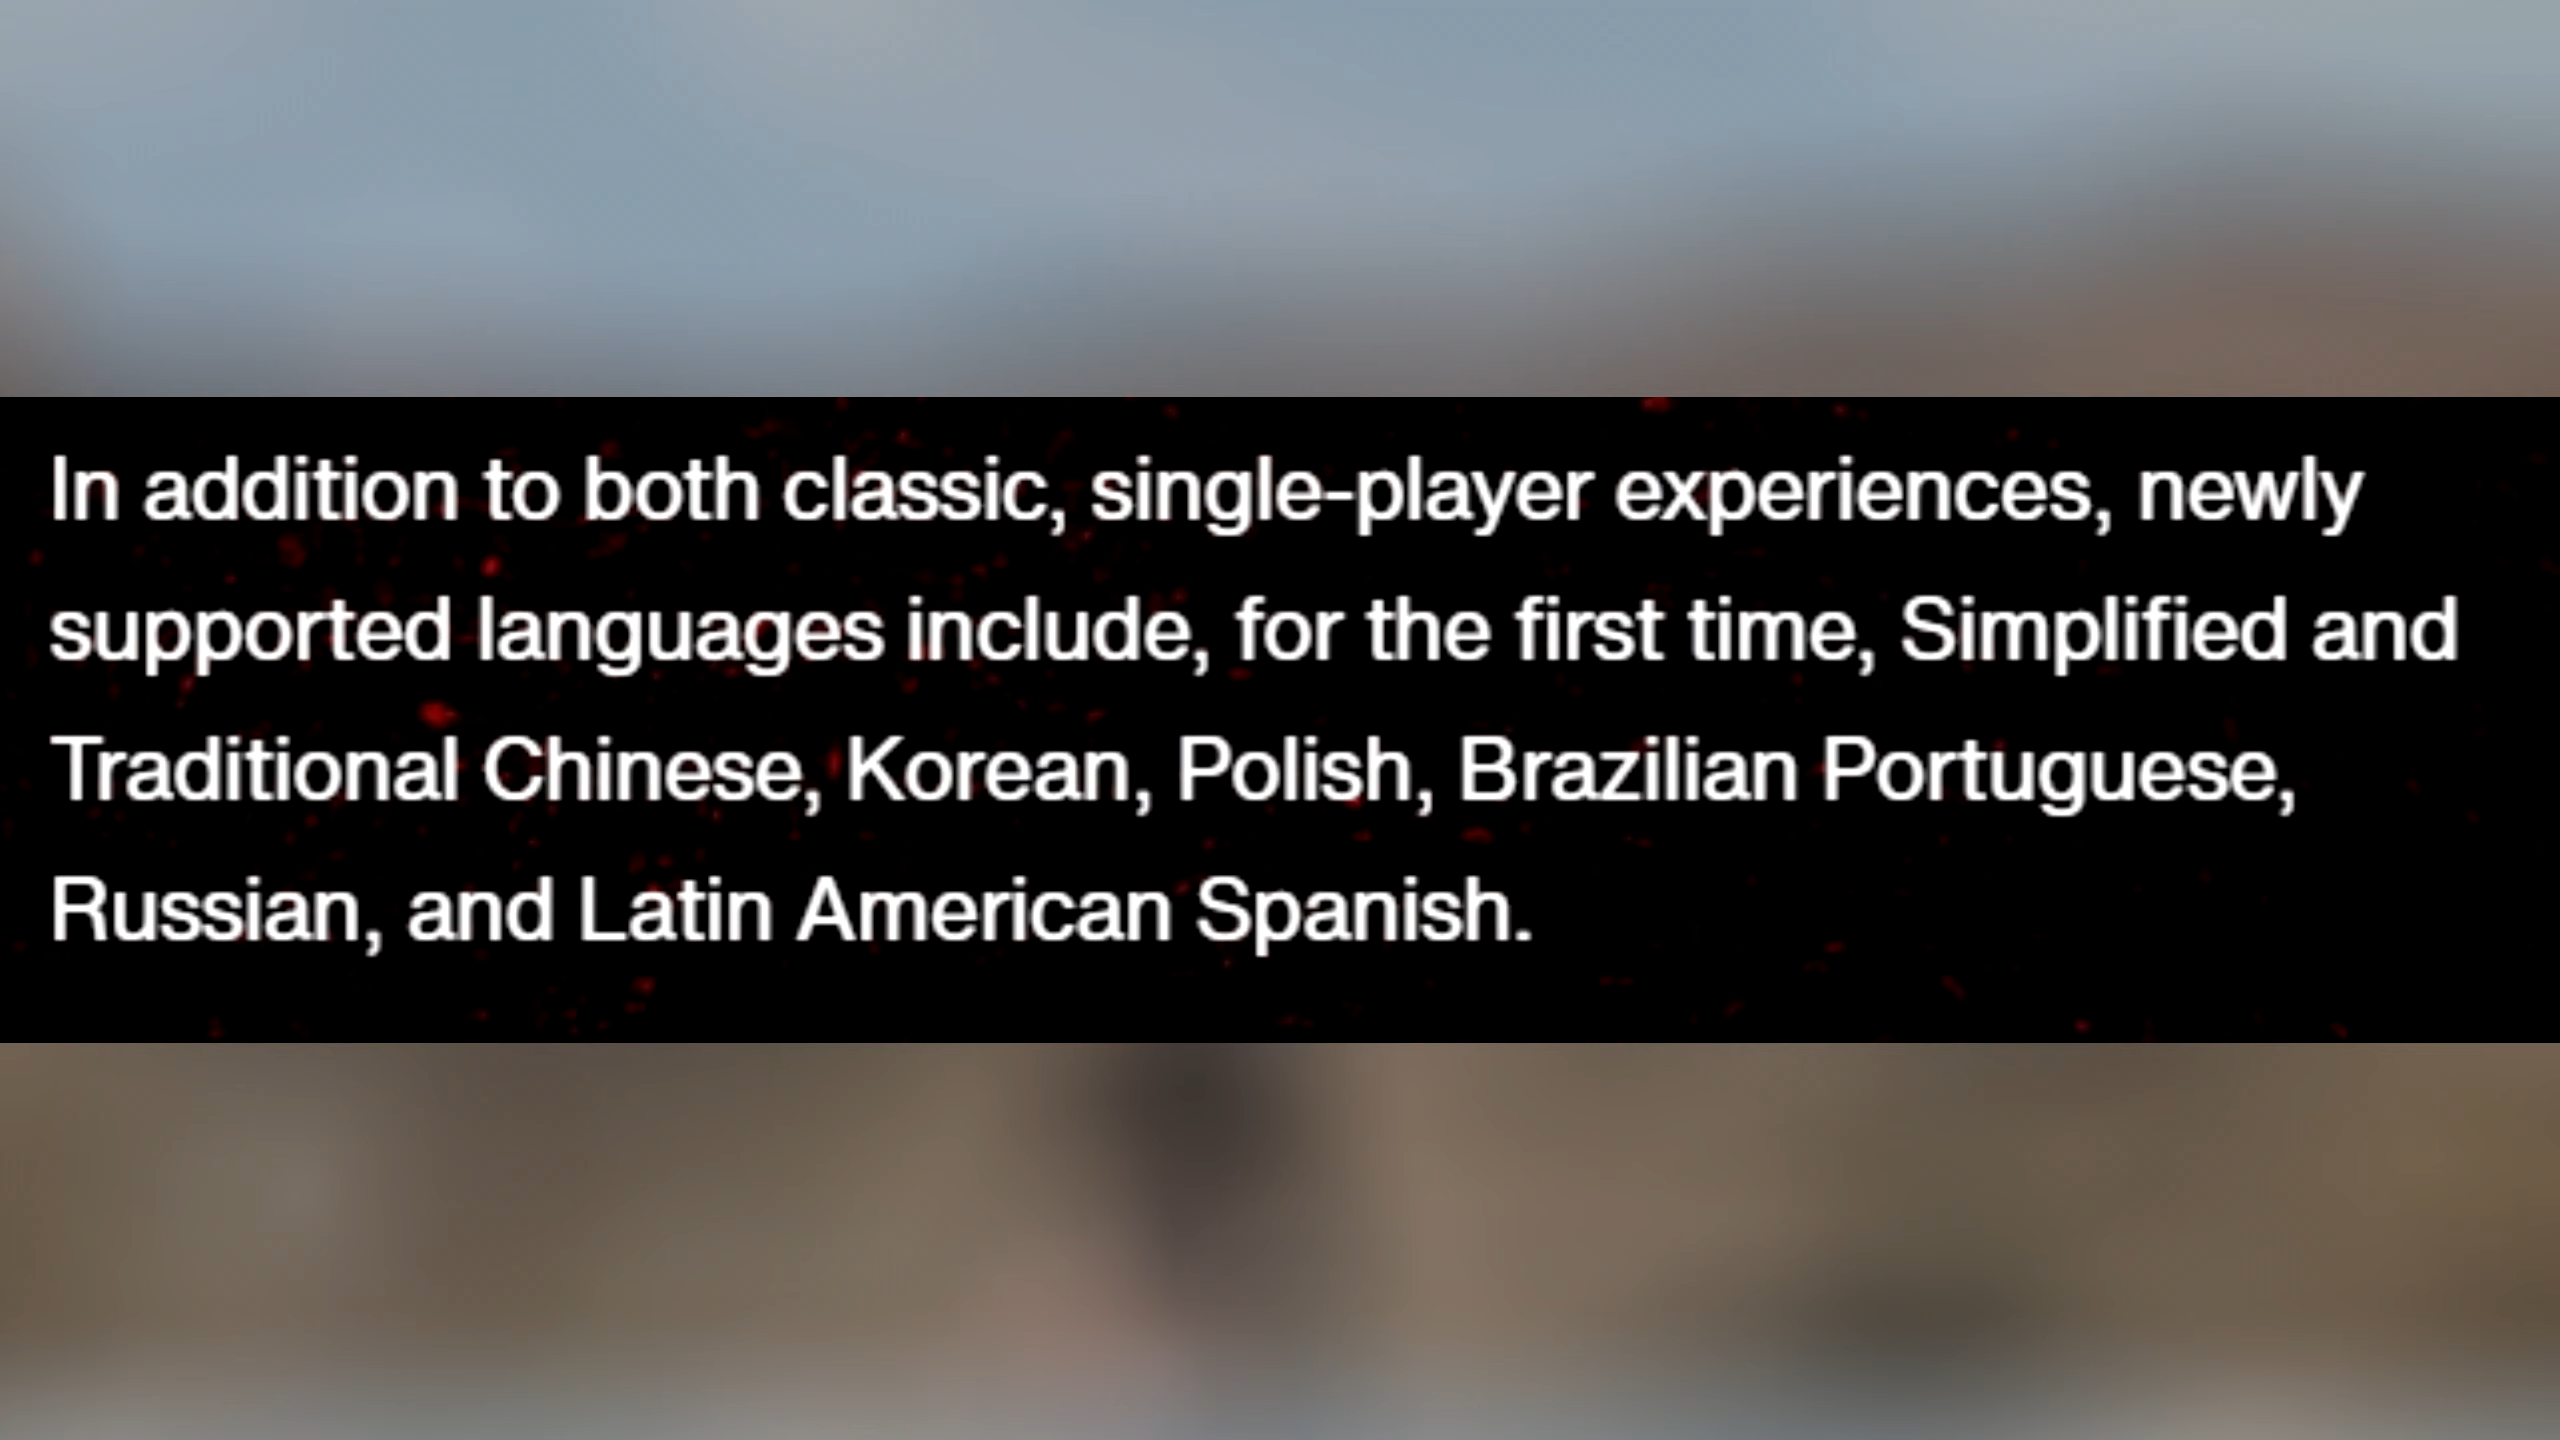 In addition to both classic, single-player experiences, newly
supported languages include, for the first time, Simplified and
Traditional Chinese, Korean, Polish, Brazilian Portuguese,
Russian, and Latin American Spanish.